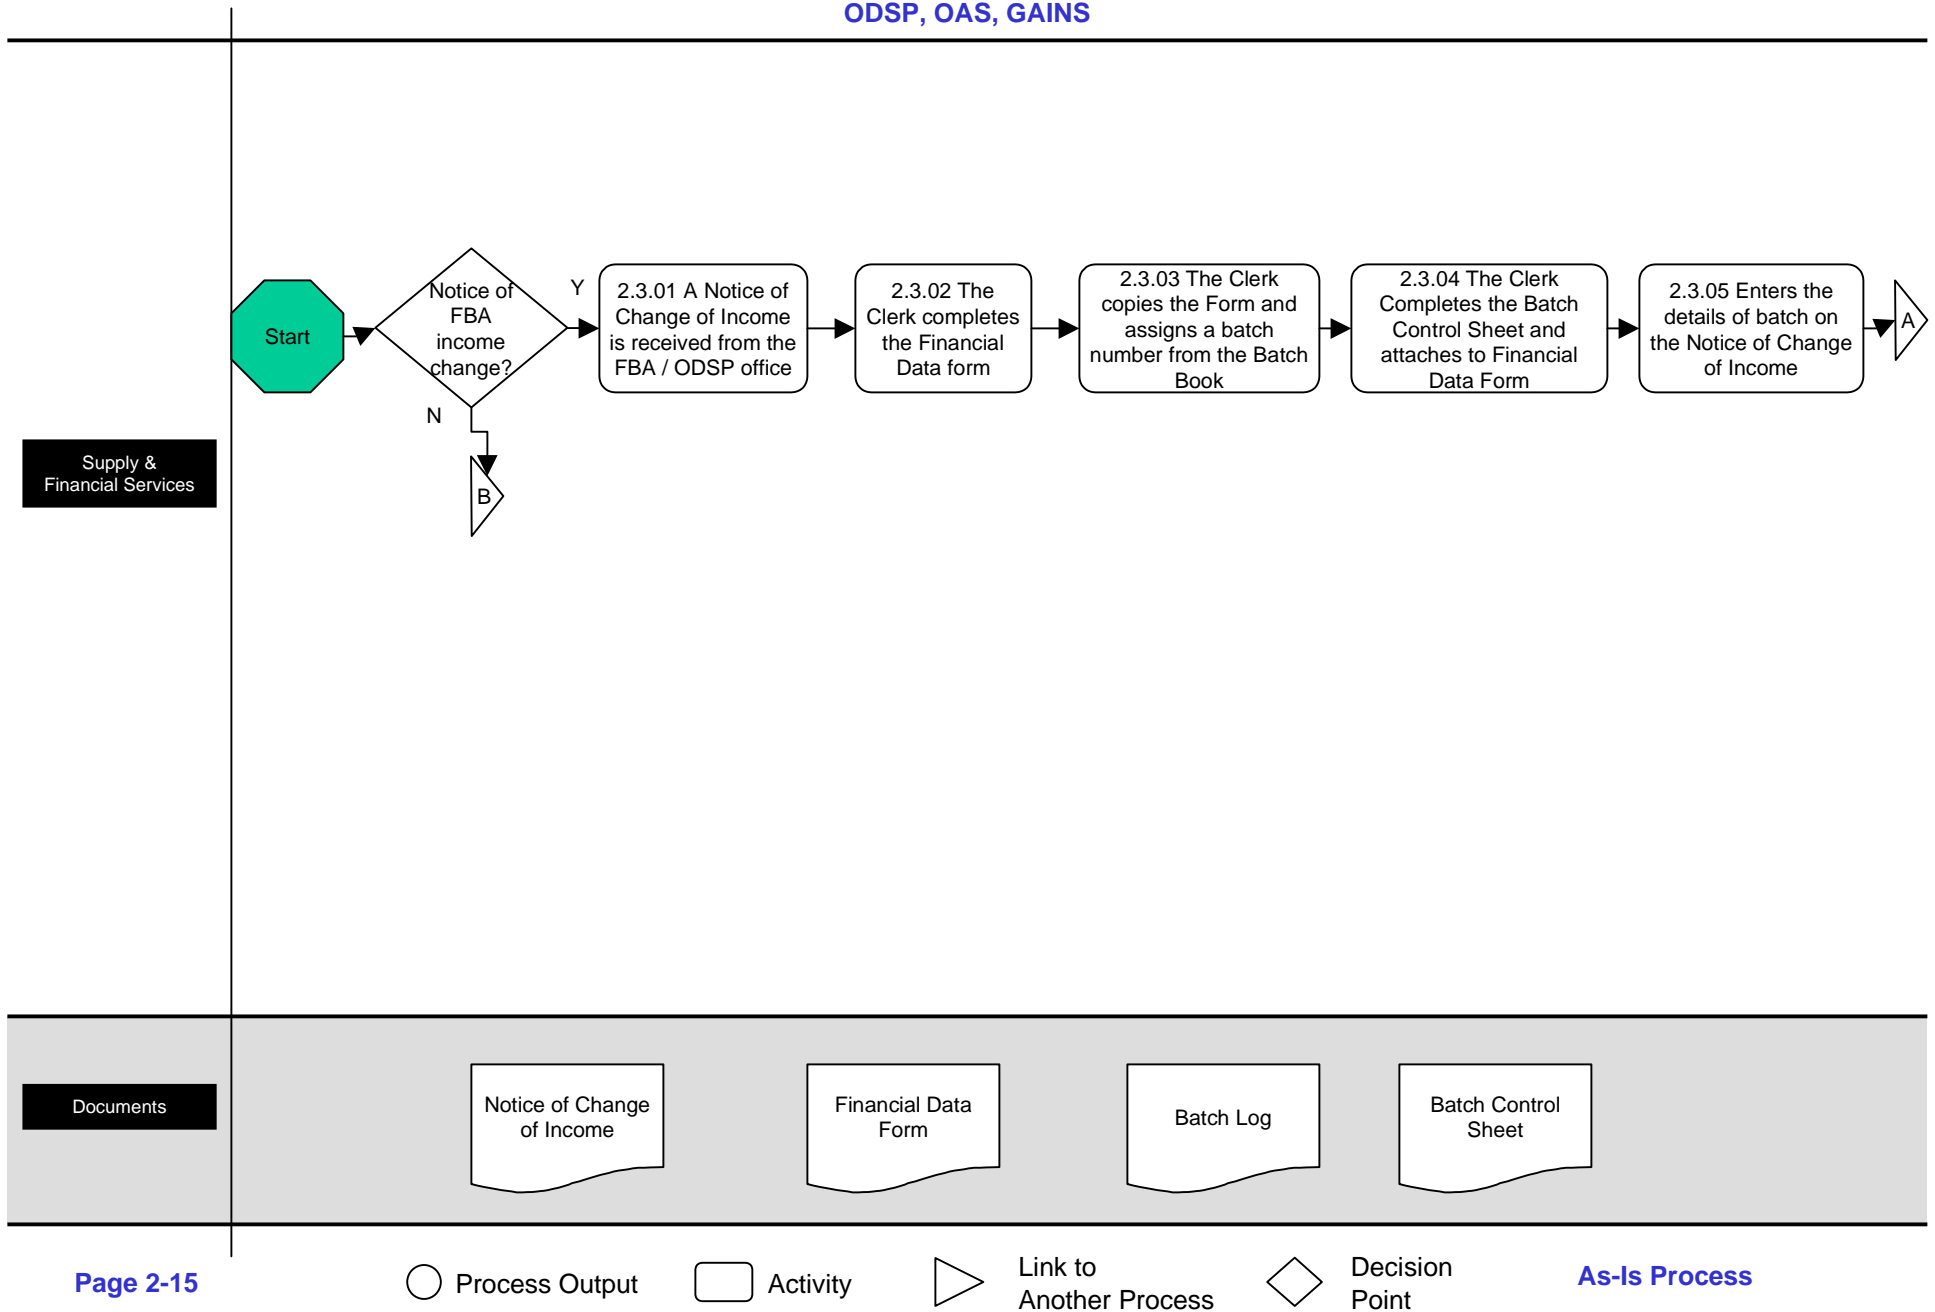 ODSP, OAS, GAINS
Start
Notice of
FBA
income
change?
Y
N
2.3.01 A Notice of
Change of Income
is received from the
FBA / ODSP office
2.3.02 The
Clerk completes
the Financial
Data form
2.3.03 The Clerk
copies the Form and
assigns a batch
number from the Batch
Book
2.3.04 The Clerk
Completes the Batch
Control Sheet and
attaches to Financial
Data Form
2.3.05 Enters the
details of batch on
the Notice of Change
of Income
A
B
Supply &
Financial Services
Documents
Notice of Change
of Income
Financial Data
Form
Batch Log
Batch Control
Sheet
Page 2-15
Process Output
Activity
Link to
Another Process
Decision
Point
As-Is Process